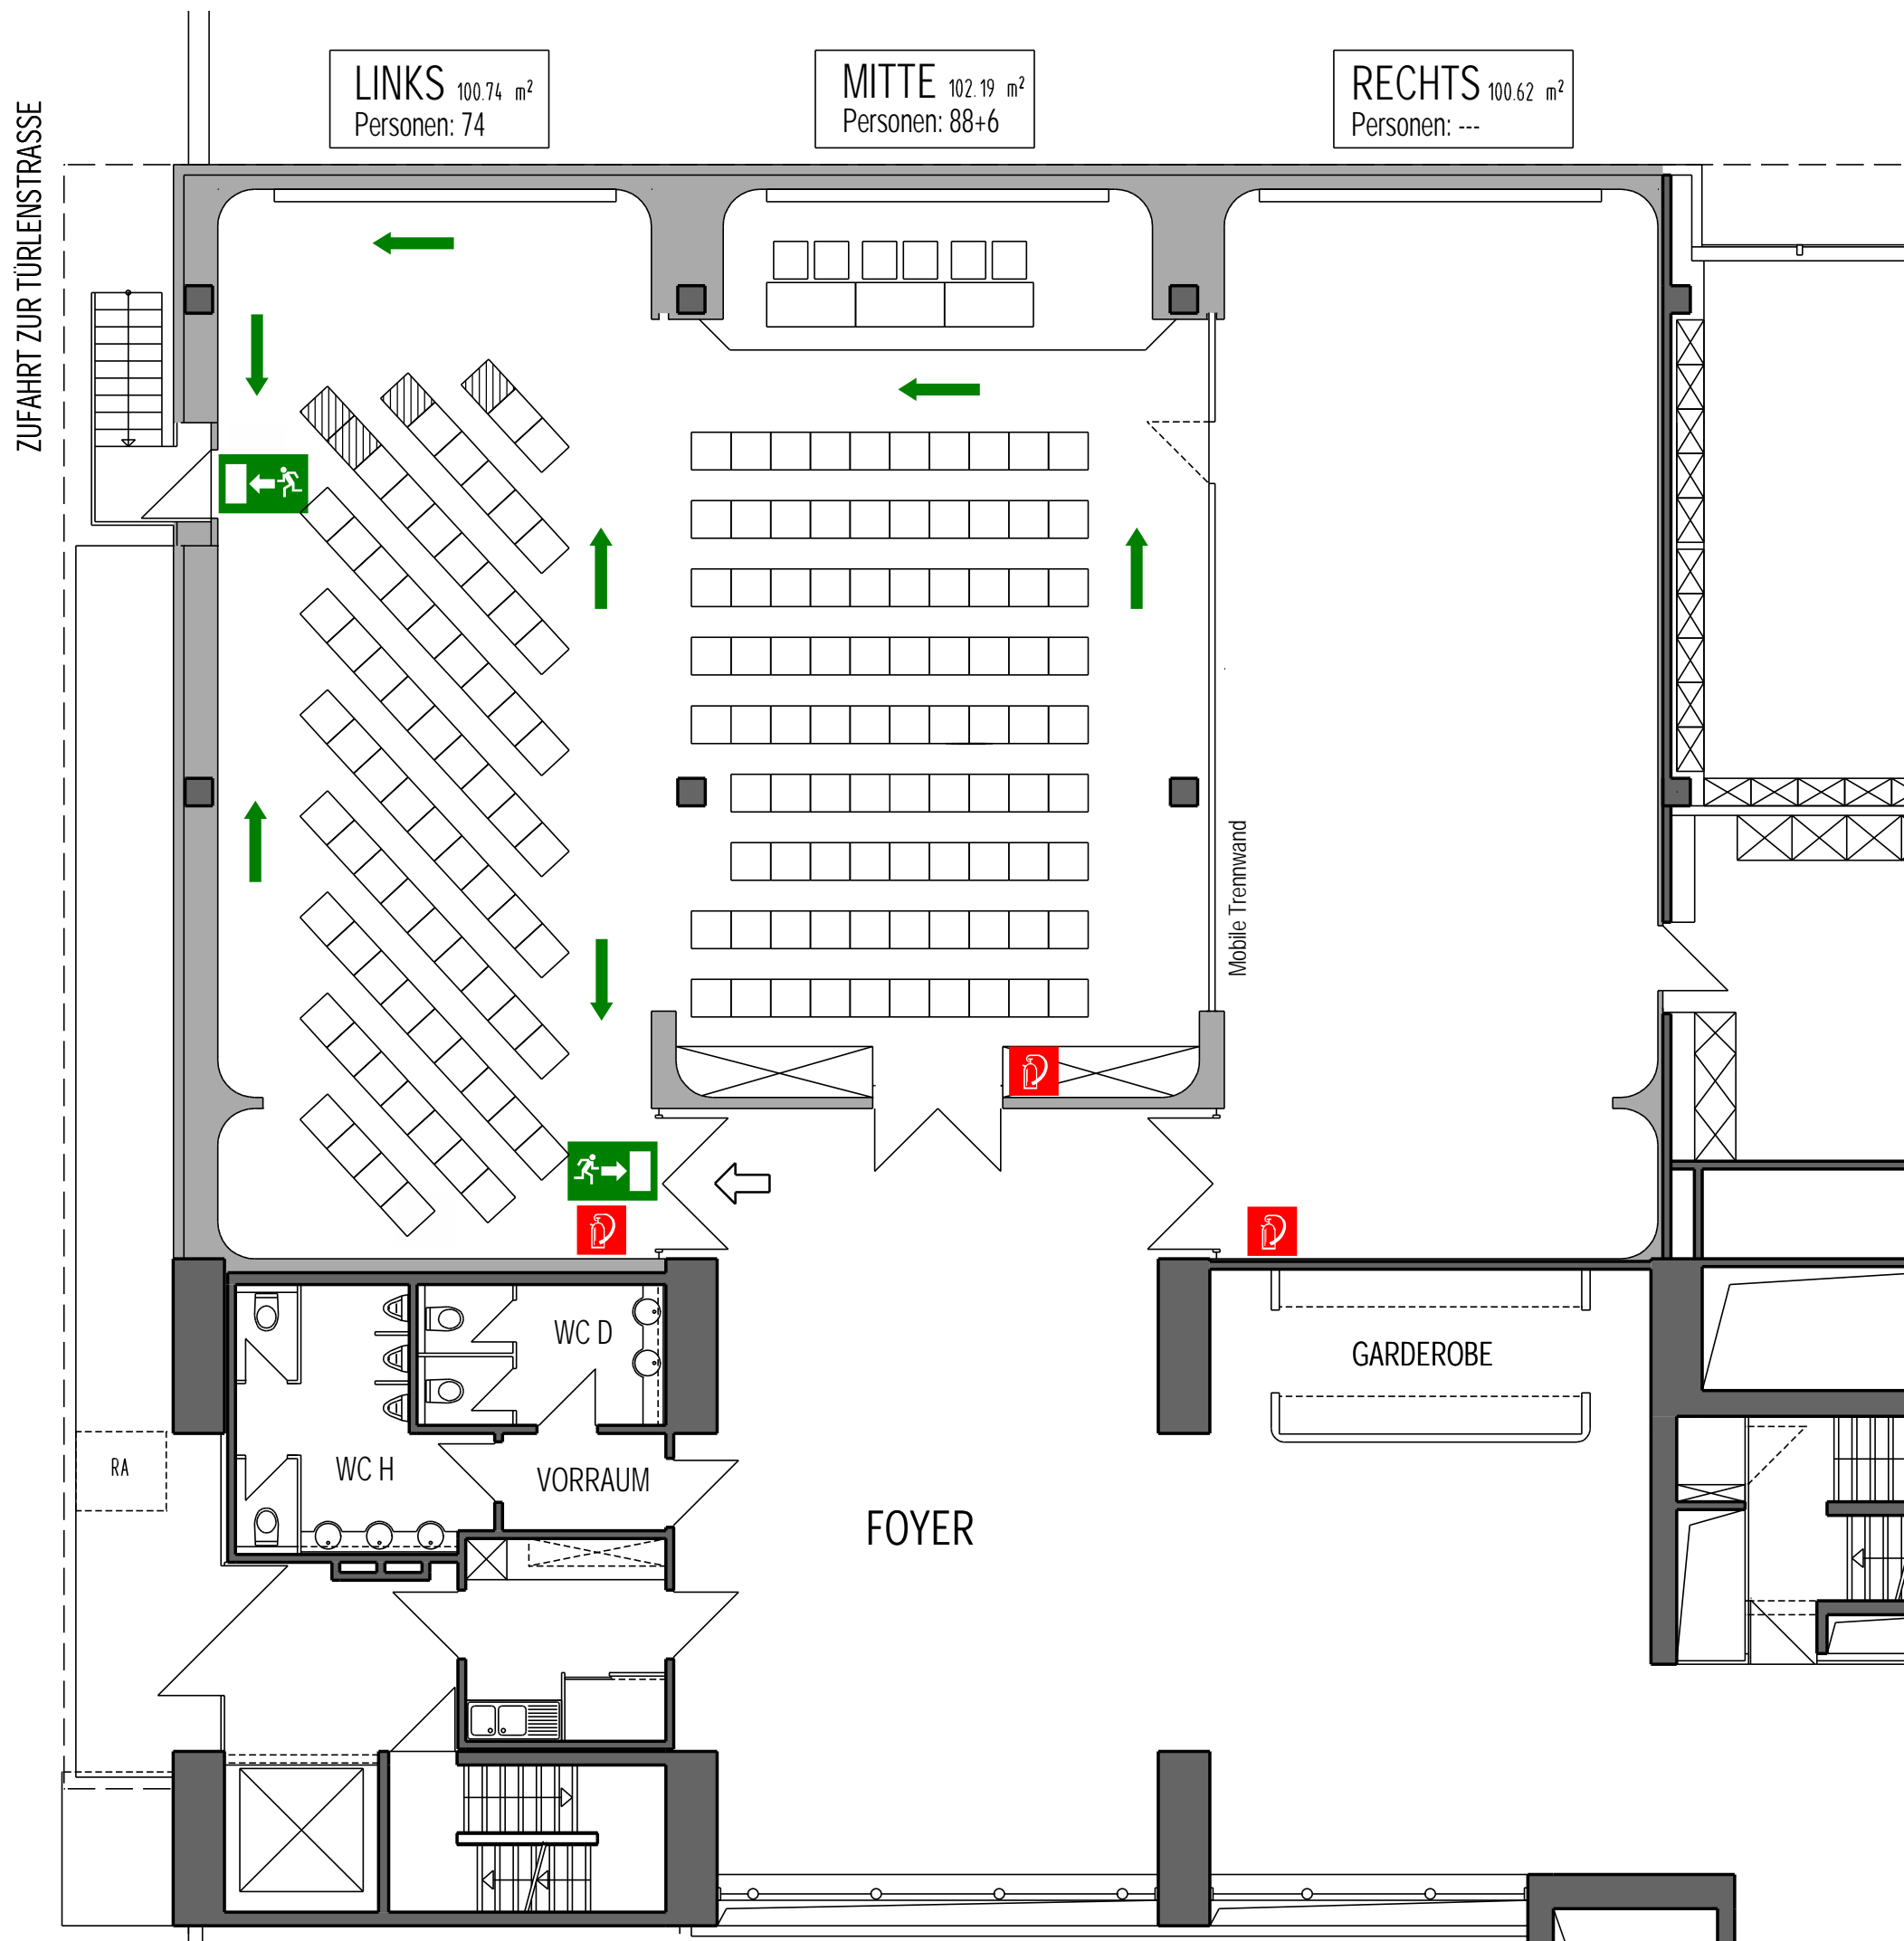 LINKS 100.74 m²
Personen: 74
MITTE 102.19 m²
Personen: 88+6
RECHTS 100.62 m²
Personen: ---
ZUFAHRT ZUR TÜRLENSTRASSE
Mobile Trennwand
WC D
GARDEROBE
WC H
VORRAUM
RA
FOYER